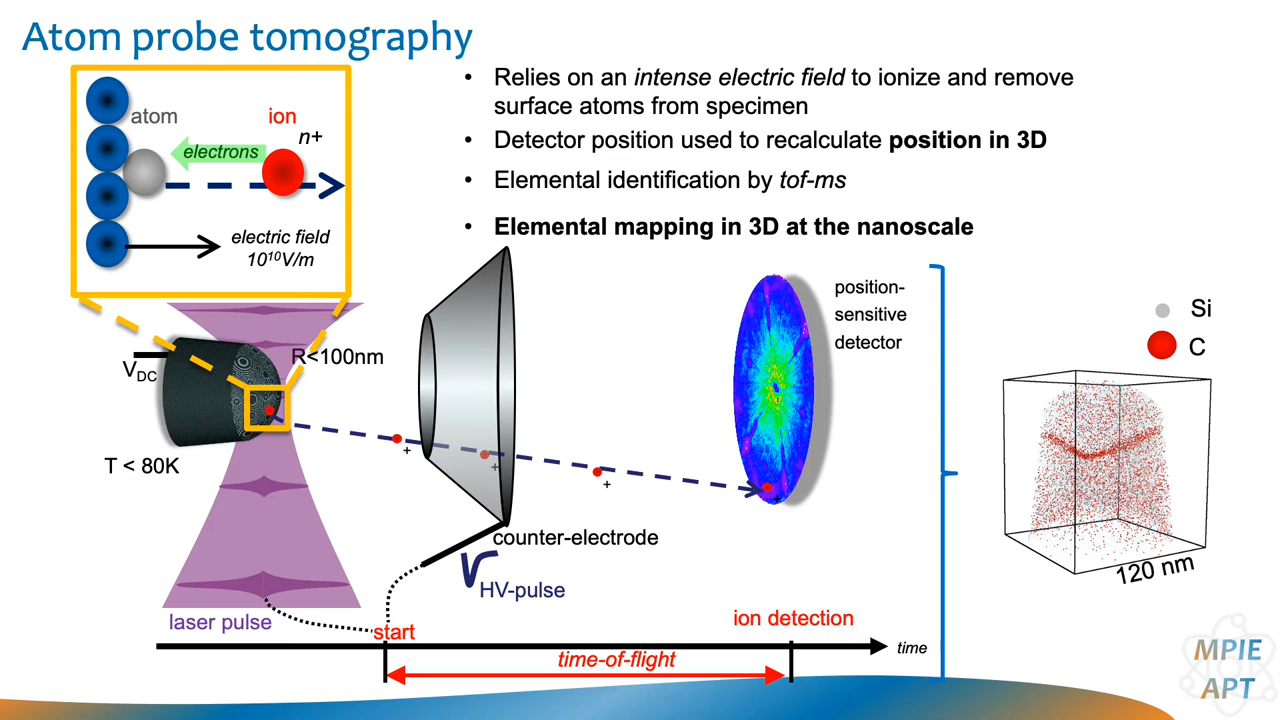 Atom probe tomography
• Relies on an intense electric field to ionize and remove
surface atoms from specimen
• Detector position used to recalculate position in 3D
• Elemental identification by tof-ms
• Elemental mapping in 3D at the nanoscale
atom
ion
n+
electrons
electric field
10¹⁰V/m
V_DC
R<100nm
T < 80K
+
+
+
+
position-
sensitive
detector
counter-electrode
HV-pulse
laser pulse
start
ion detection
time-of-flight
time
Si
C
120 nm
MPIE
APT